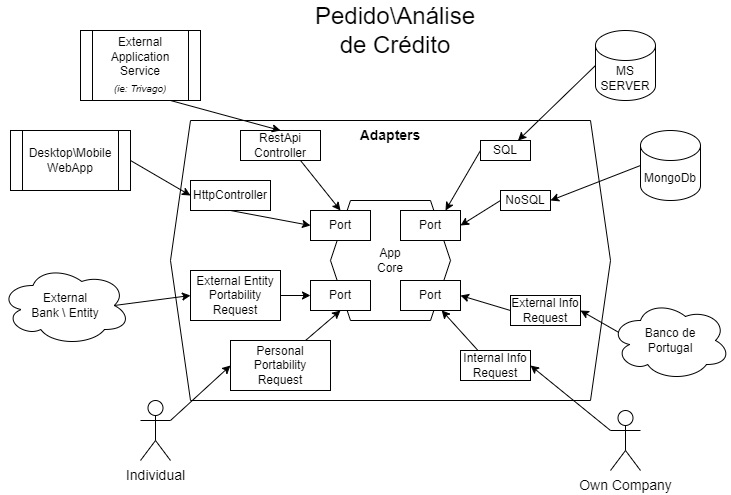 Pedido\Análise
de Crédito
External
Application
Service
(ie: Trivago)
MS
SERVER
RestApi
Controller
Adapters
SQL
Desktop\Mobile
WebApp
MongoDb
HttpController
NoSQL
Port
Port
App
Core
External
Bank \ Entity
External Entity
Portability
Request
Port
Port
External Info
Request
Banco de
Portugal
Personal
Portability
Request
Internal Info
Request
Individual
Own Company